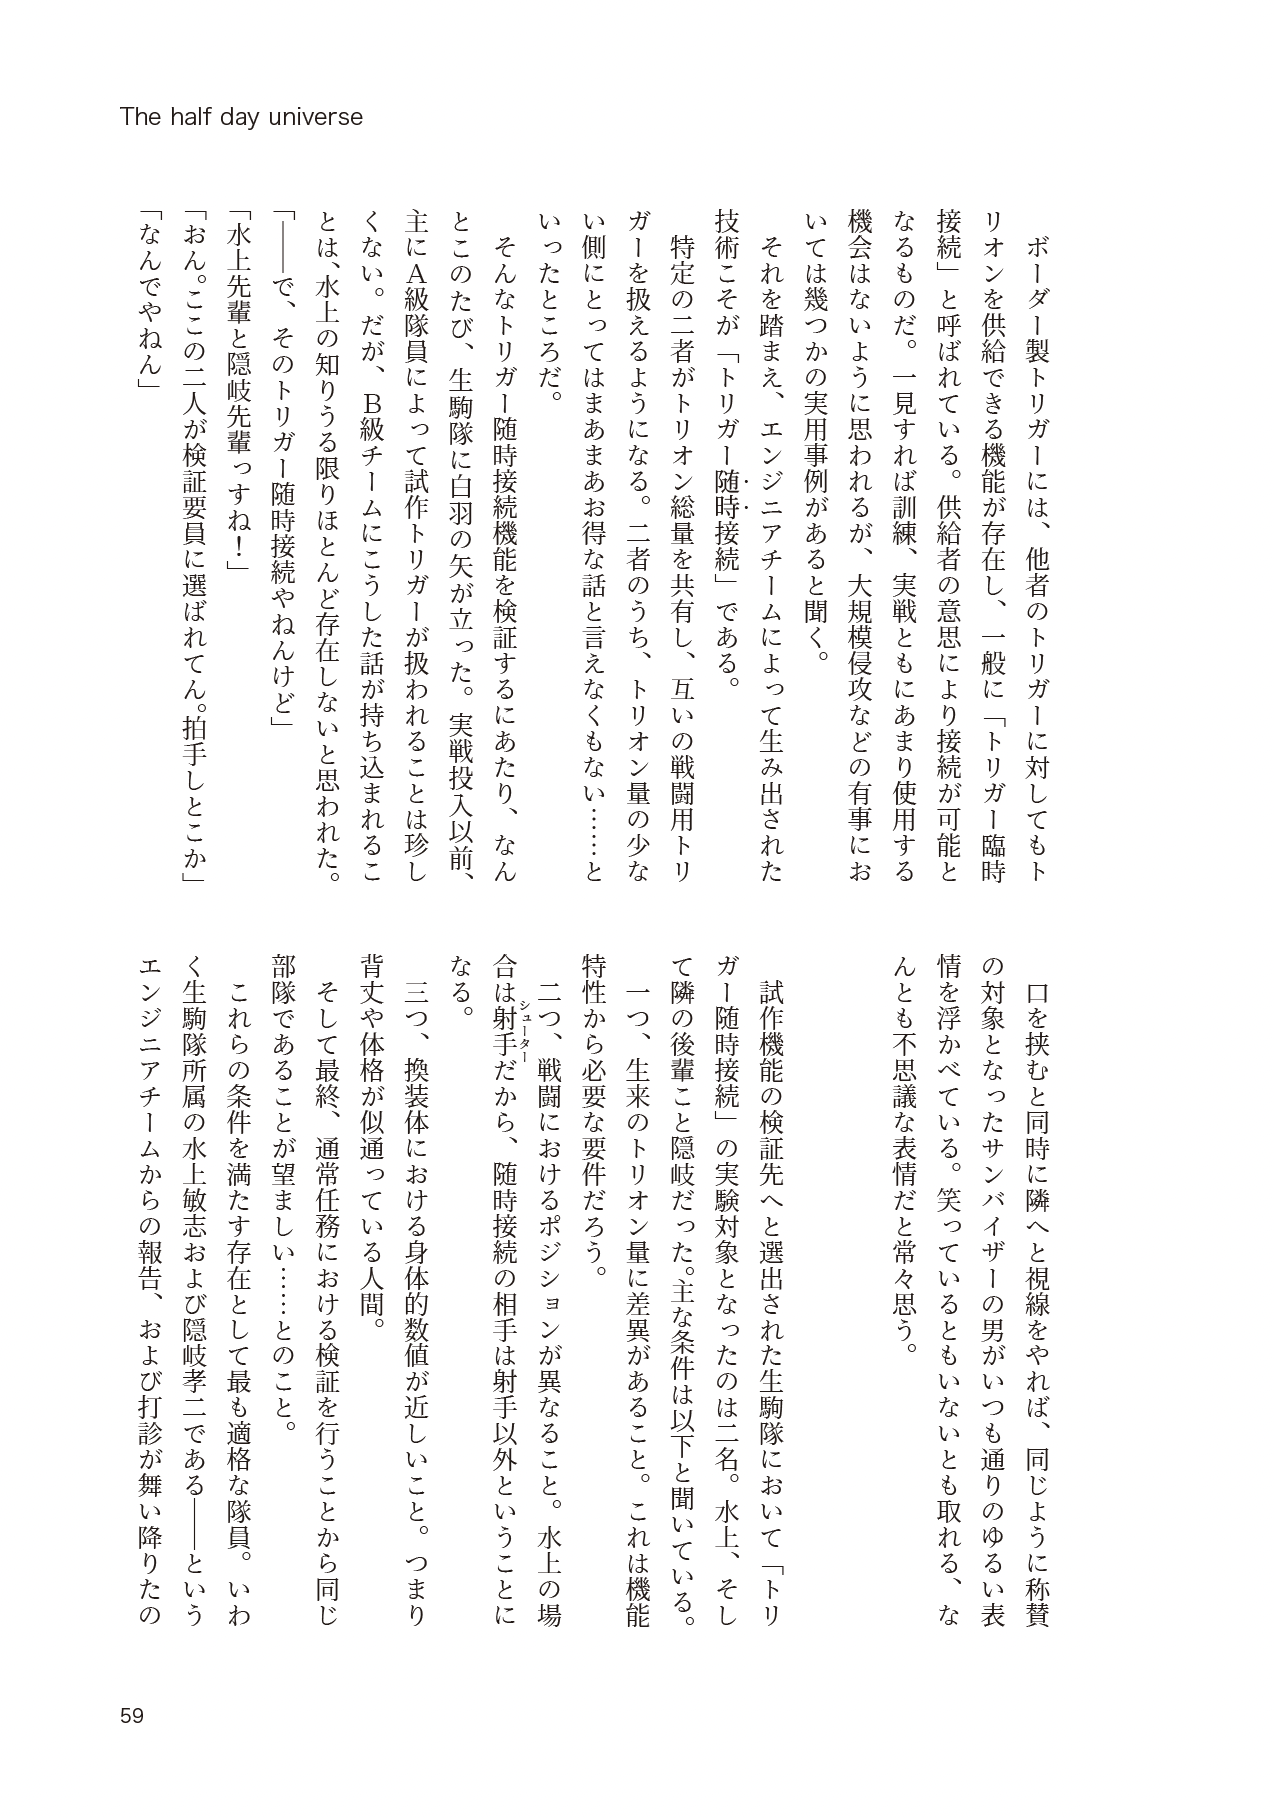 The half day universe
　ボーダー製トリガーには、他者のトリガーに対してもト
リオンを供給できる機能が存在し、一般に「トリガー臨時
接続」と呼ばれている。供給者の意思により接続が可能と
なるものだ。一見すれば訓練、実戦ともにあまり使用する
機会はないように思われるが、大規模侵攻などの有事にお
いては幾つかの実用事例があると聞く。
　それを踏まえ、エンジニアチームによって生み出された
技術こそが「トリガー随時接続」である。
　特定の二者がトリオン総量を共有し、互いの戦闘用トリ
ガーを扱えるようになる。二者のうち、トリオン量の少な
い側にとってはまあまあお得な話と言えなくもない……と
いったところだ。
　そんなトリガー随時接続機能を検証するにあたり、なん
とこのたび、生駒隊に白羽の矢が立った。実戦投入以前、
主にA級隊員によって試作トリガーが扱われることは珍し
くない。だが、B級チームにこうした話が持ち込まれるこ
とは、水上の知りうる限りほとんど存在しないと思われた。
「――で、そのトリガー随時接続やねんけど」
「水上先輩と隠岐先輩っすね！」
「おん。ここの二人が検証要員に選ばれてん。拍手しとこか」
「なんでやねん」
　口を挟むと同時に隣へと視線をやれば、同じように称賛
の対象となったサンバイザーの男がいつも通りのゆるい表
情を浮かべている。笑っているともいないとも取れる、な
んとも不思議な表情だと常々思う。
　試作機能の検証先へと選出された生駒隊において「トリ
ガー随時接続」の実験対象となったのは二名。水上、そし
て隣の後輩こと隠岐だった。主な条件は以下と聞いている。
　一つ、生来のトリオン量に差異があること。これは機能
特性から必要な要件だろう。
　二つ、戦闘におけるポジションが異なること。水上の場
合は射手だから、随時接続の相手は射手以外ということに
シューター
なる。
　三つ、換装体における身体的数値が近しいこと。つまり
背丈や体格が似通っている人間。
　そして最終、通常任務における検証を行うことから同じ
部隊であることが望ましい……とのこと。
　これらの条件を満たす存在として最も適格な隊員。いわ
く生駒隊所属の水上敏志および隠岐孝二である――という
エンジニアチームからの報告、および打診が舞い降りたの
59